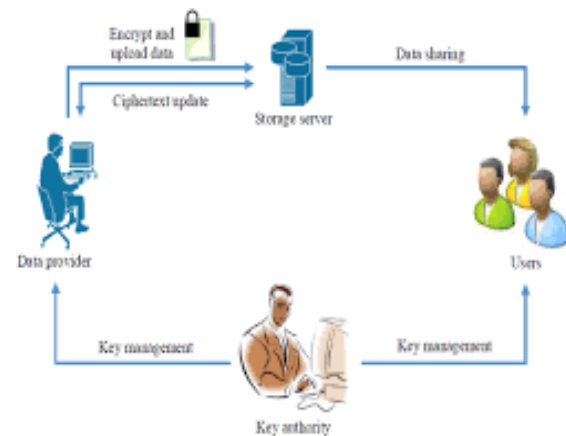 Encrypt and
upload data
Data sharing
Ciphertext update
Storage server
Data provider
Users
Key management
Key management
Key authority